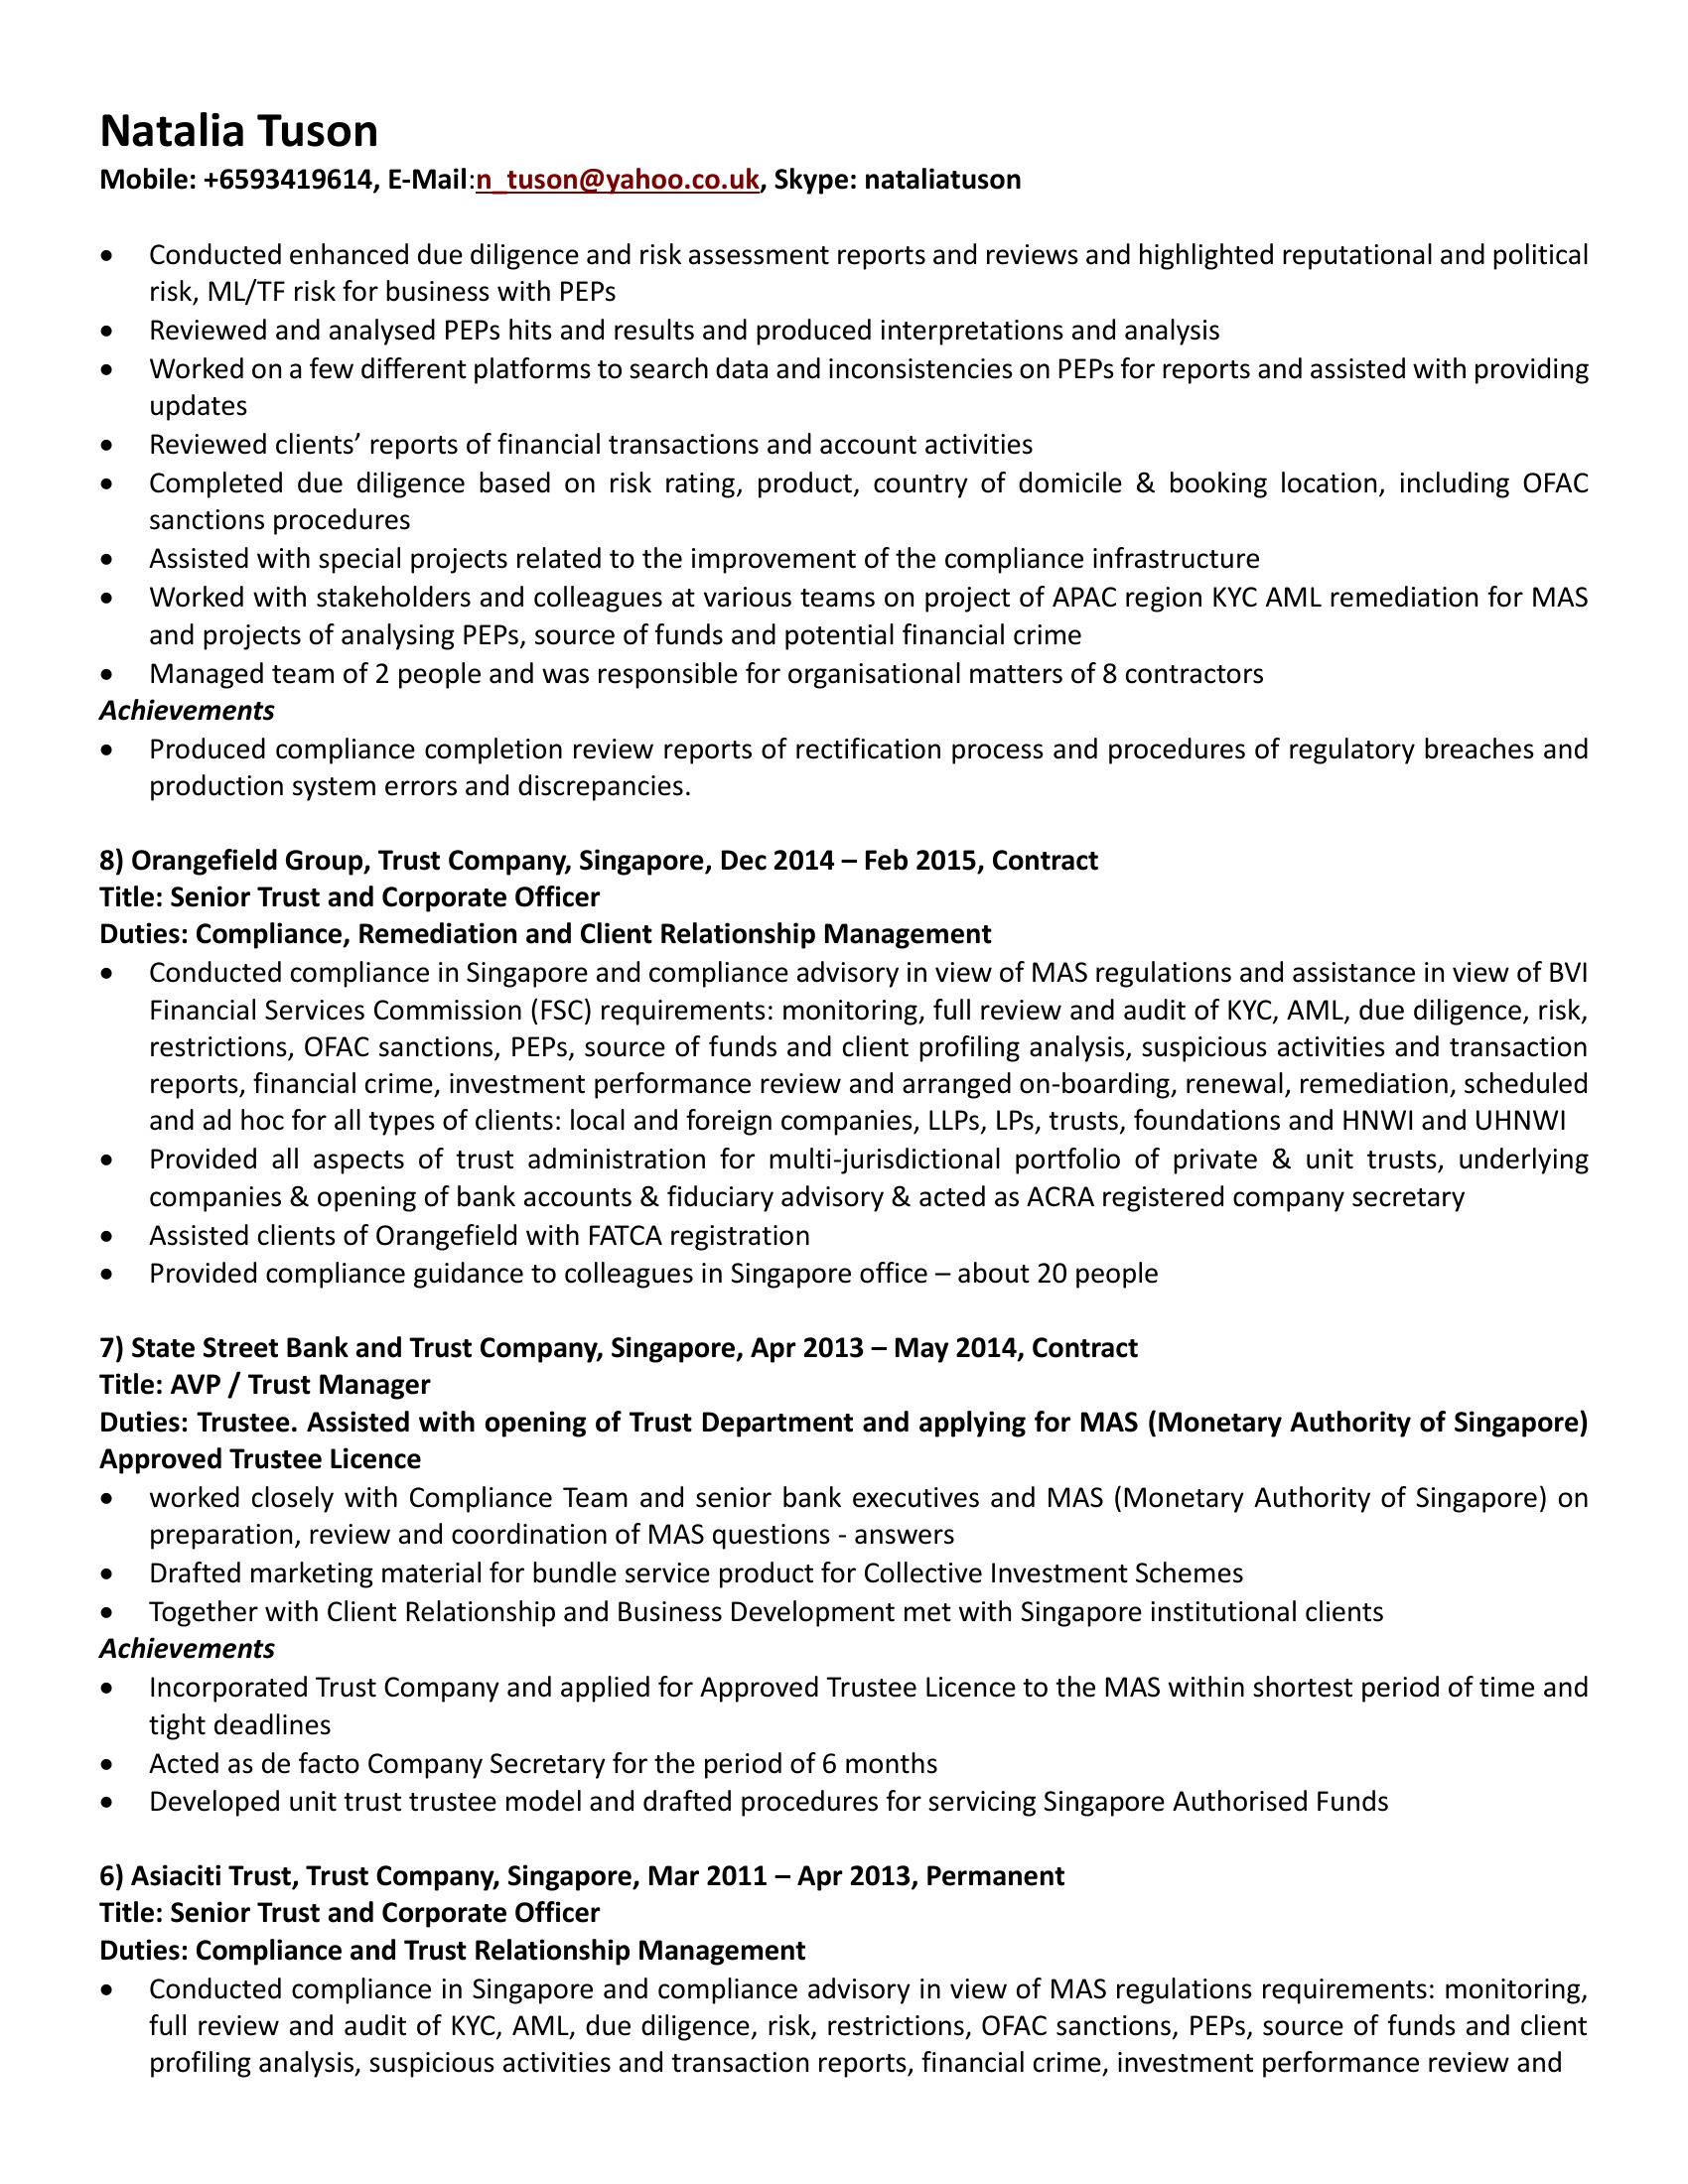 Natalia Tuson
Mobile: +6593419614, E-Mail:n_tuson@yahoo.co.uk, Skype: nataliatuson
• Conducted enhanced due diligence and risk assessment reports and reviews and highlighted reputational and political
risk, ML/TF risk for business with PEPs
• Reviewed and analysed PEPs hits and results and produced interpretations and analysis
• Worked on a few different platforms to search data and inconsistencies on PEPs for reports and assisted with providing
updates
• Reviewed clients’ reports of financial transactions and account activities
• Completed due diligence based on risk rating, product, country of domicile & booking location, including OFAC
sanctions procedures
• Assisted with special projects related to the improvement of the compliance infrastructure
• Worked with stakeholders and colleagues at various teams on project of APAC region KYC AML remediation for MAS
and projects of analysing PEPs, source of funds and potential financial crime
• Managed team of 2 people and was responsible for organisational matters of 8 contractors
Achievements
• Produced compliance completion review reports of rectification process and procedures of regulatory breaches and
production system errors and discrepancies.
8) Orangefield Group, Trust Company, Singapore, Dec 2014 – Feb 2015, Contract
Title: Senior Trust and Corporate Officer
Duties: Compliance, Remediation and Client Relationship Management
• Conducted compliance in Singapore and compliance advisory in view of MAS regulations and assistance in view of BVI
Financial Services Commission (FSC) requirements: monitoring, full review and audit of KYC, AML, due diligence, risk,
restrictions, OFAC sanctions, PEPs, source of funds and client profiling analysis, suspicious activities and transaction
reports, financial crime, investment performance review and arranged on-boarding, renewal, remediation, scheduled
and ad hoc for all types of clients: local and foreign companies, LLPs, LPs, trusts, foundations and HNWI and UHNWI
• Provided all aspects of trust administration for multi-jurisdictional portfolio of private & unit trusts, underlying
companies & opening of bank accounts & fiduciary advisory & acted as ACRA registered company secretary
• Assisted clients of Orangefield with FATCA registration
• Provided compliance guidance to colleagues in Singapore office – about 20 people
7) State Street Bank and Trust Company, Singapore, Apr 2013 – May 2014, Contract
Title: AVP / Trust Manager
Duties: Trustee. Assisted with opening of Trust Department and applying for MAS (Monetary Authority of Singapore)
Approved Trustee Licence
• worked closely with Compliance Team and senior bank executives and MAS (Monetary Authority of Singapore) on
preparation, review and coordination of MAS questions - answers
• Drafted marketing material for bundle service product for Collective Investment Schemes
• Together with Client Relationship and Business Development met with Singapore institutional clients
Achievements
• Incorporated Trust Company and applied for Approved Trustee Licence to the MAS within shortest period of time and
tight deadlines
• Acted as de facto Company Secretary for the period of 6 months
• Developed unit trust trustee model and drafted procedures for servicing Singapore Authorised Funds
6) Asiaciti Trust, Trust Company, Singapore, Mar 2011 – Apr 2013, Permanent
Title: Senior Trust and Corporate Officer
Duties: Compliance and Trust Relationship Management
• Conducted compliance in Singapore and compliance advisory in view of MAS regulations requirements: monitoring,
full review and audit of KYC, AML, due diligence, risk, restrictions, OFAC sanctions, PEPs, source of funds and client
profiling analysis, suspicious activities and transaction reports, financial crime, investment performance review and